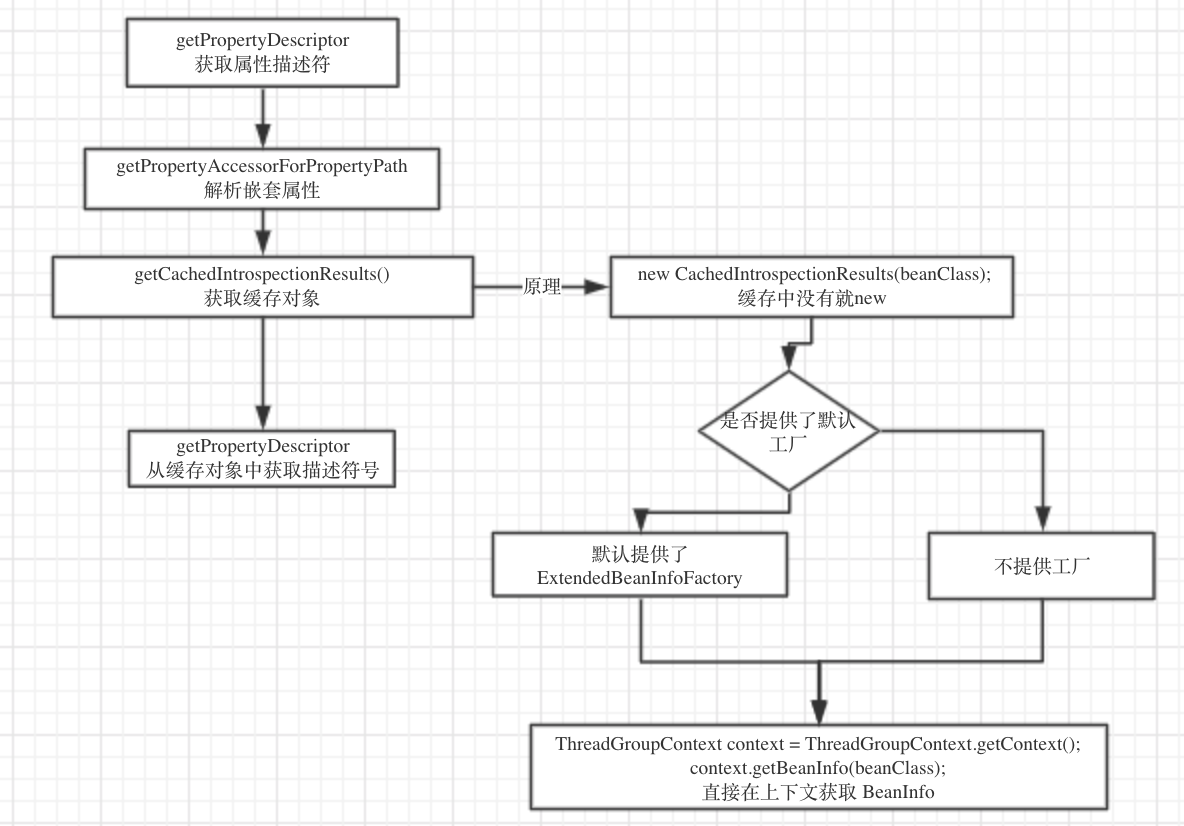 getPropertyDescriptor
获取属性描述符
getPropertyAccessorForPropertyPath
解析嵌套属性
getCachedIntrospectionResults()
获取缓存对象
原理
new CachedIntrospectionResults(beanClass);
缓存中没有就new
是否提供了默认
工厂
getPropertyDescriptor
从缓存对象中获取描述符号
默认提供了
ExtendedBeanInfoFactory
不提供工厂
ThreadGroupContext context = ThreadGroupContext.getContext();
context.getBeanInfo(beanClass);
直接在上下文获取 BeanInfo